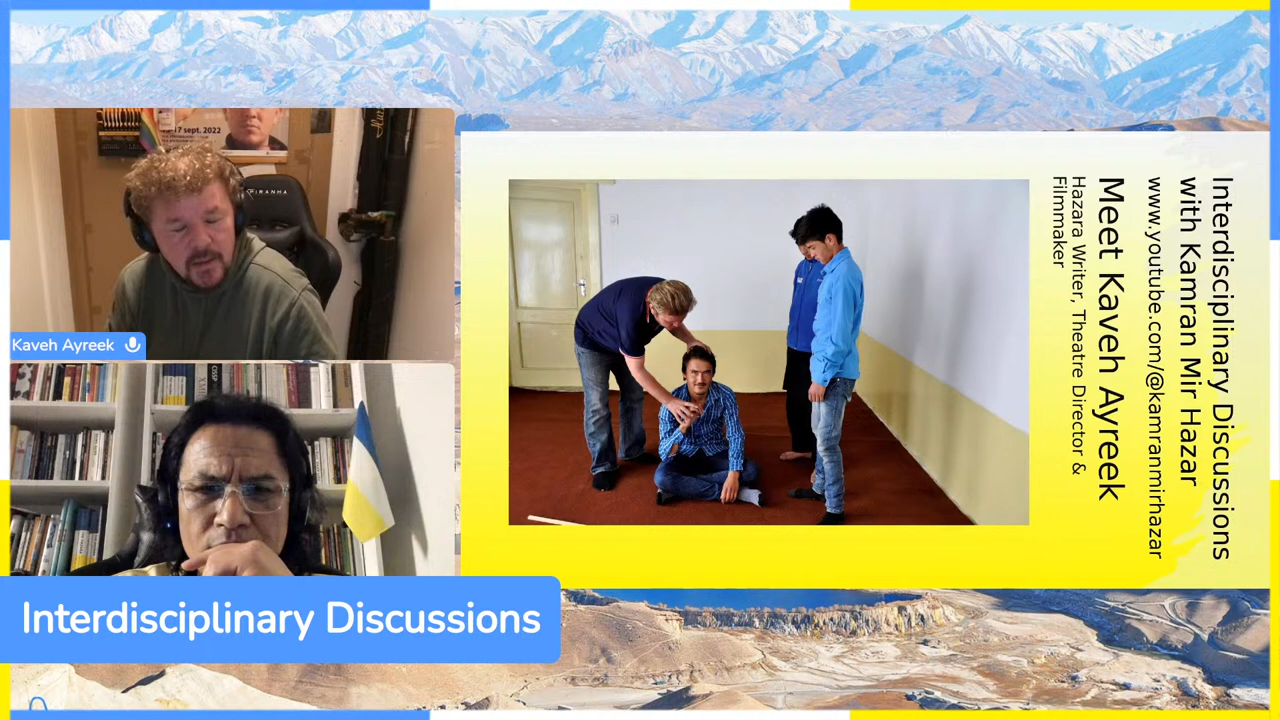 17 sept. 2022
PIRANHA
Kaveh Ayreek
CISSP
Interdisciplinary Discussions
Interdisciplinary Discussions
with Kamran Mir Hazar
www.youtube.com/@kamranmirhazar
Meet Kaveh Ayreek
Hazara Writer, Theatre Director &
Filmmaker